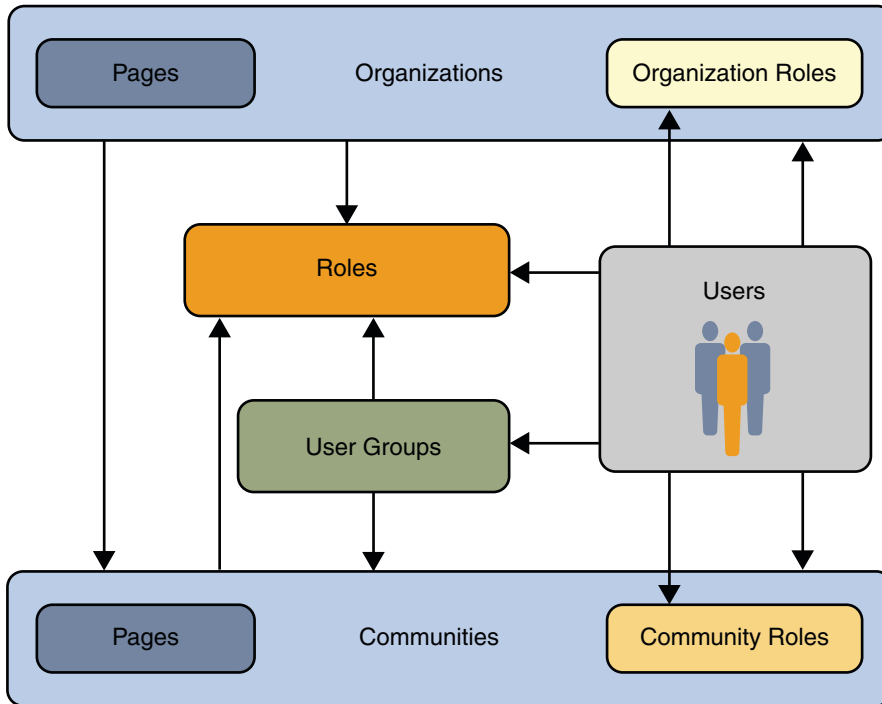 Pages
Organizations
Organization Roles
Roles
Users
User Groups
Pages
Communities
Community Roles